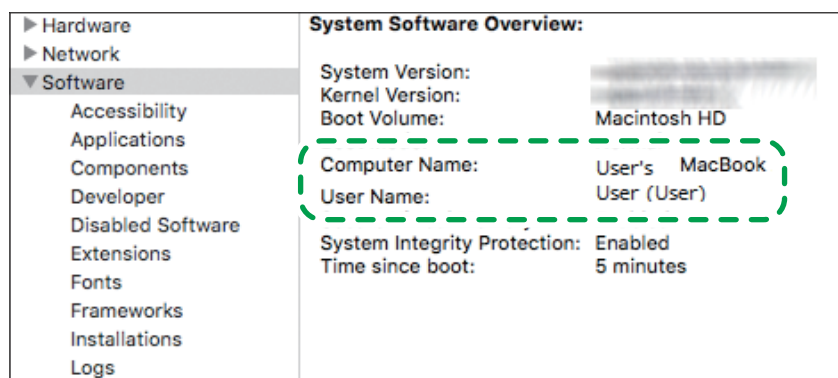 Hardware
Network
Software
Accessibility
Applications
Components
Developer
Disabled Software
Extensions
Fonts
Frameworks
Installations
Logs
System Software Overview:
System Version:
Kernel Version:
Boot Volume: Macintosh HD
Computer Name: User's MacBook
User Name: User (User)
System Integrity Protection: Enabled
Time since boot: 5 minutes